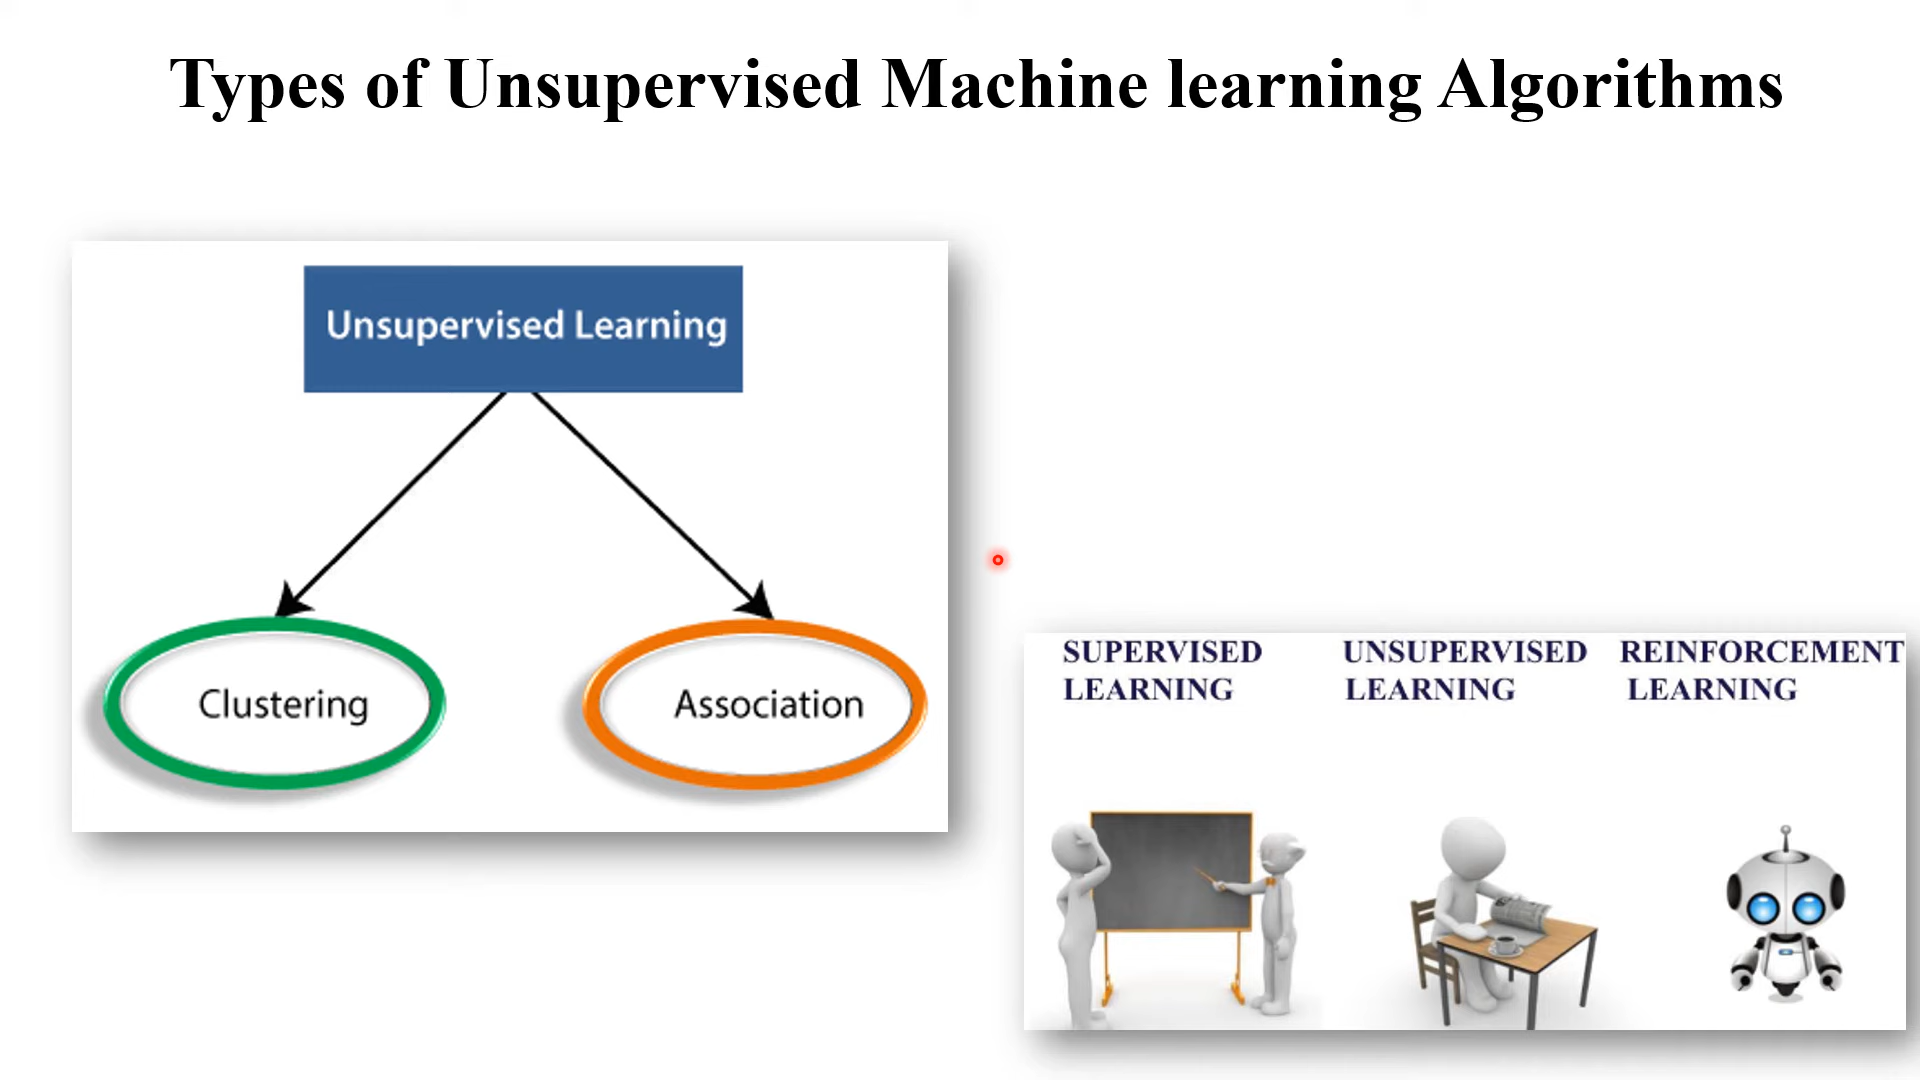 Types of Unsupervised Machine learning Algorithms
Unsupervised Learning
Clustering
Association
SUPERVISED
LEARNING
UNSUPERVISED
LEARNING
REINFORCEMENT
LEARNING